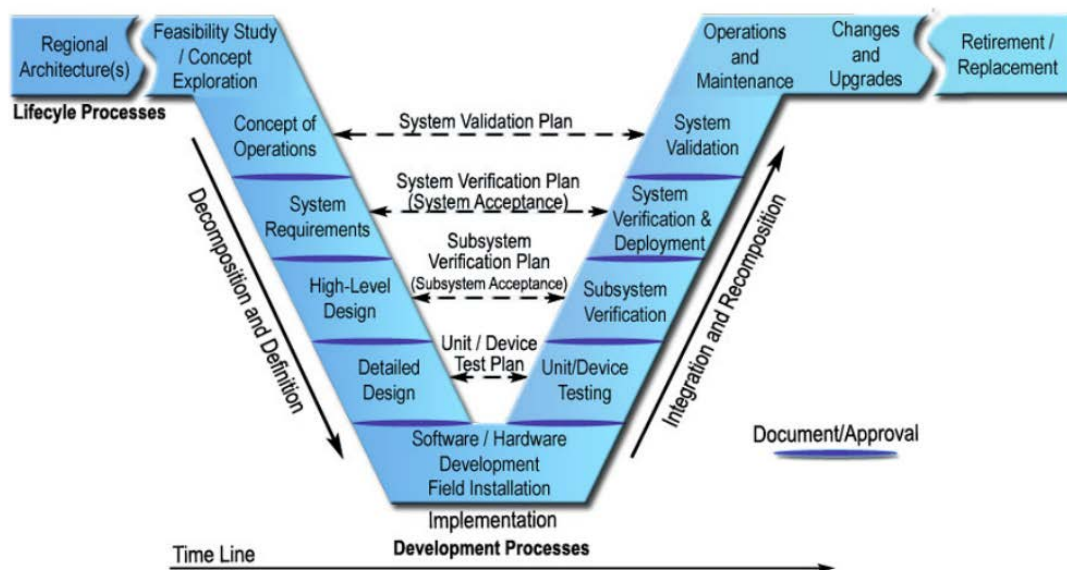 Regional
Architecture(s)
Feasibility Study
/ Concept
Exploration
Operations
and
Maintenance
Changes
and
Upgrades
Retirement /
Replacement
Lifecyle Processes
Concept of
Operations
System Validation Plan
System
Validation
System
Requirements
System Verification Plan
(System Acceptance)
System
Verification &
Deployment
High-Level
Design
Subsystem
Verification Plan
(Subsystem Acceptance)
Subsystem
Verification
Detailed
Design
Unit / Device
Test Plan
Unit/Device
Testing
Decomposition and Definition
Integration and Recomposition
Software / Hardware
Development
Field Installation
Document/Approval
Implementation
Development Processes
Time Line